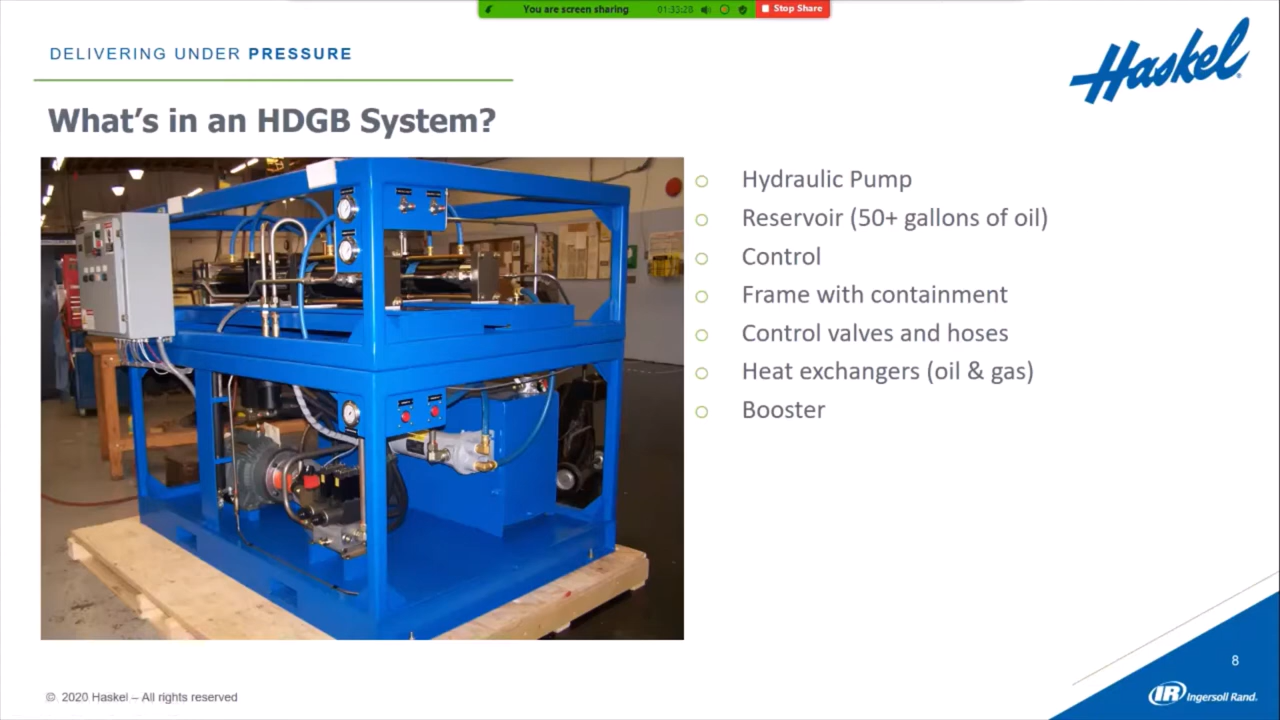 You are screen sharing 01:33:28 Stop Share
DELIVERING UNDER PRESSURE
Haskel
What's in an HDGB System?
Hydraulic Pump
Reservoir (50+ gallons of oil)
Control
Frame with containment
Control valves and hoses
Heat exchangers (oil & gas)
Booster
8
© 2020 Haskel – All rights reserved
IR Ingersoll Rand.